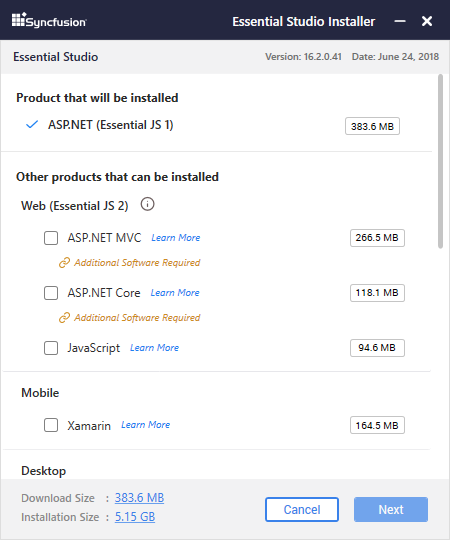 Syncfusion Essential Studio Installer
Essential Studio Version: 16.2.0.41 Date: June 24, 2018
Product that will be installed
ASP.NET (Essential JS 1) 383.6 MB
Other products that can be installed
Web (Essential JS 2)
ASP.NET MVC Learn More 266.5 MB
Additional Software Required
ASP.NET Core Learn More 118.1 MB
Additional Software Required
JavaScript Learn More 94.6 MB
Mobile
Xamarin Learn More 164.5 MB
Desktop
Download Size : 383.6 MB
Installation Size : 5.15 GB
Cancel Next